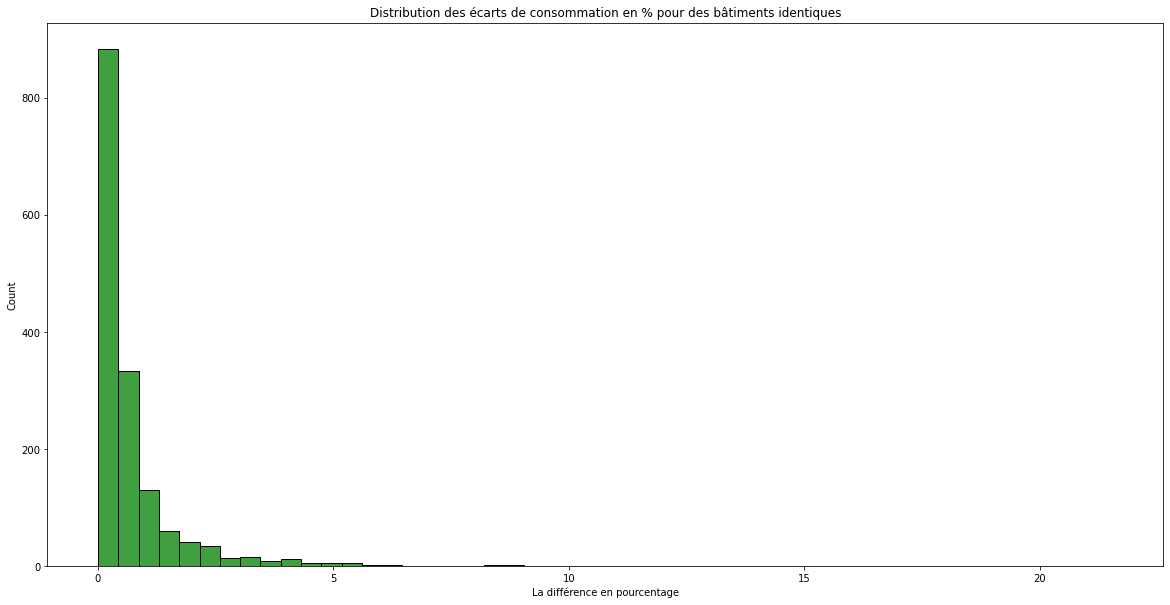 Distribution des écarts de consommation en % pour des bâtiments identiques
800
600
400
200
0
Count
0 5 10 15 20
La différence en pourcentage